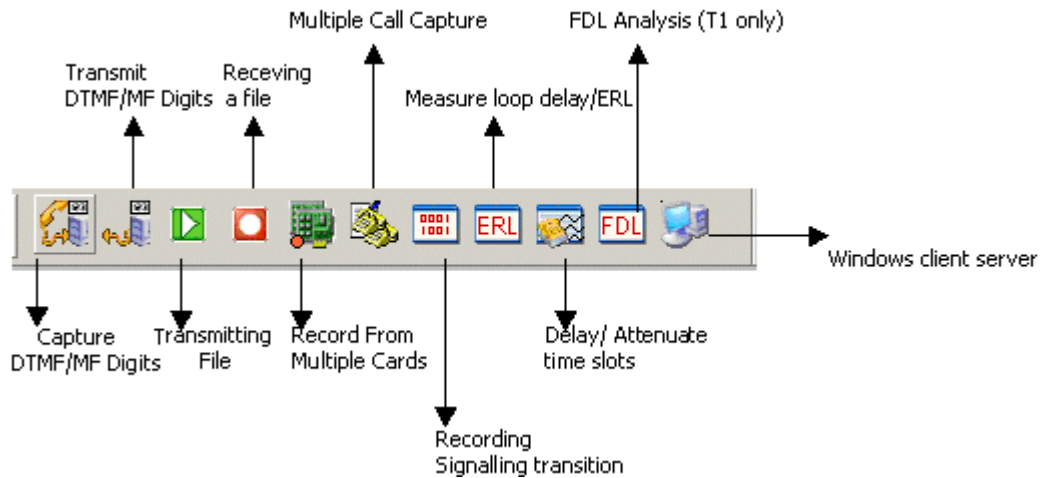 Multiple Call Capture
FDL Analysis (T1 only)
Transmit
DTMF/MF Digits
Receving
a file
Measure loop delay/ERL
0001
1001
ERL
FDL
Windows client server
Capture
DTMF/MF Digits
Transmitting
File
Record From
Multiple Cards
Delay/ Attenuate
time slots
Recording
Signalling transition